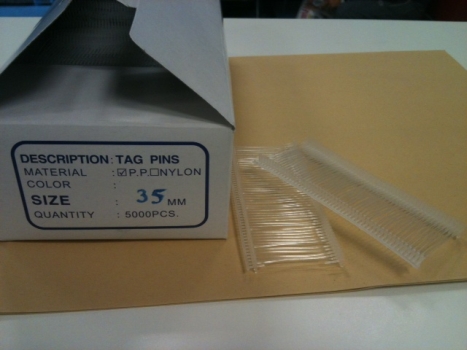 DESCRIPTION: TAG PINS
MATERIAL : ☑P.P.☐NYLON
COLOR :
SIZE : 35 MM
QUANTITY : 5000PCS.